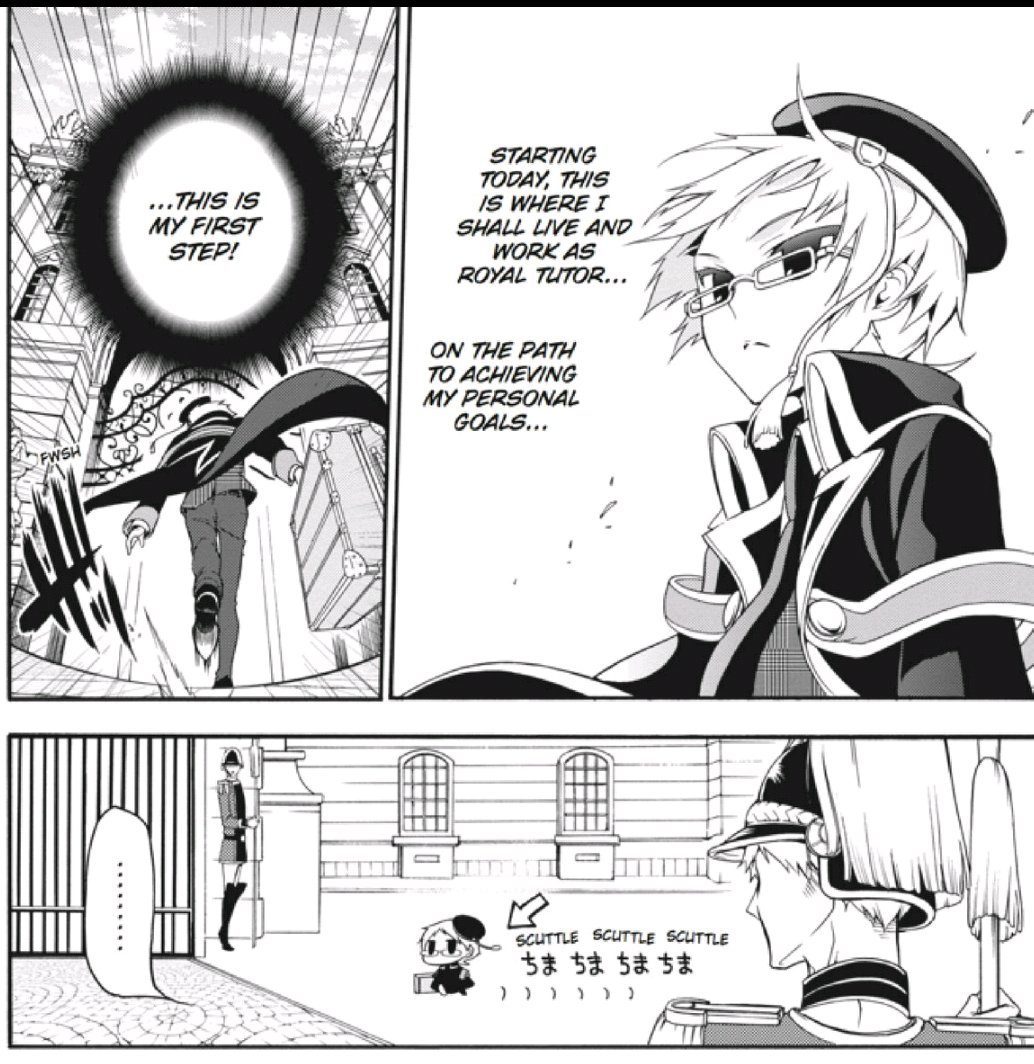 STARTING
TODAY, THIS
IS WHERE I
SHALL LIVE AND
WORK AS
ROYAL TUTOR...
ON THE PATH
TO ACHIEVING
MY PERSONAL
GOALS...
...THIS IS
MY FIRST
STEP!
FWSH
SCUTTLE SCUTTLE SCUTTLE
ちま ちま ちま ちま
........